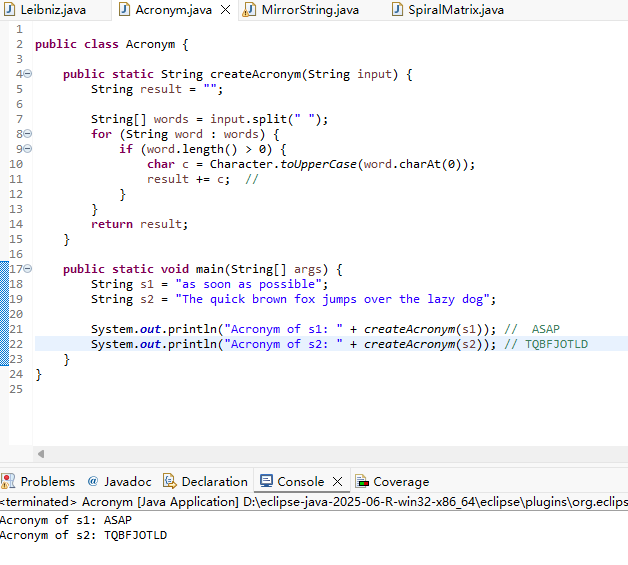 Leibniz.java Acronym.java MirrorString.java SpiralMatrix.java
1
2 public class Acronym {
3
4 public static String createAcronym(String input) {
5 String result = "";
6
7 String[] words = input.split(" ");
8 for (String word : words) {
9 if (word.length() > 0) {
10 char c = Character.toUpperCase(word.charAt(0));
11 result += c; //
12 }
13 }
14 return result;
15 }
16
17 public static void main(String[] args) {
18 String s1 = "as soon as possible";
19 String s2 = "The quick brown fox jumps over the lazy dog";
20
21 System.out.println("Acronym of s1: " + createAcronym(s1)); // ASAP
22 System.out.println("Acronym of s2: " + createAcronym(s2)); // TQBFJOTLD
23 }
24 }
25
Problems @ Javadoc Declaration Console Coverage
<terminated> Acronym [Java Application] D:\eclipse-java-2025-06-R-win32-x86_64\eclipse\plugins\org.eclips
Acronym of s1: ASAP
Acronym of s2: TQBFJOTLD